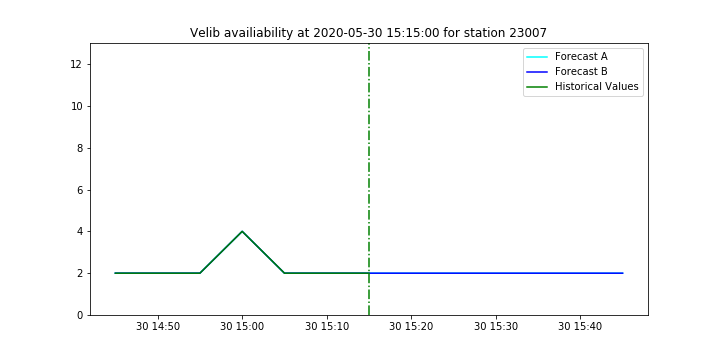 Velib availiability at 2020-05-30 15:15:00 for station 23007
Forecast A
Forecast B
Historical Values
12
10
8
6
4
2
0
30 14:50 30 15:00 30 15:10 30 15:20 30 15:30 30 15:40